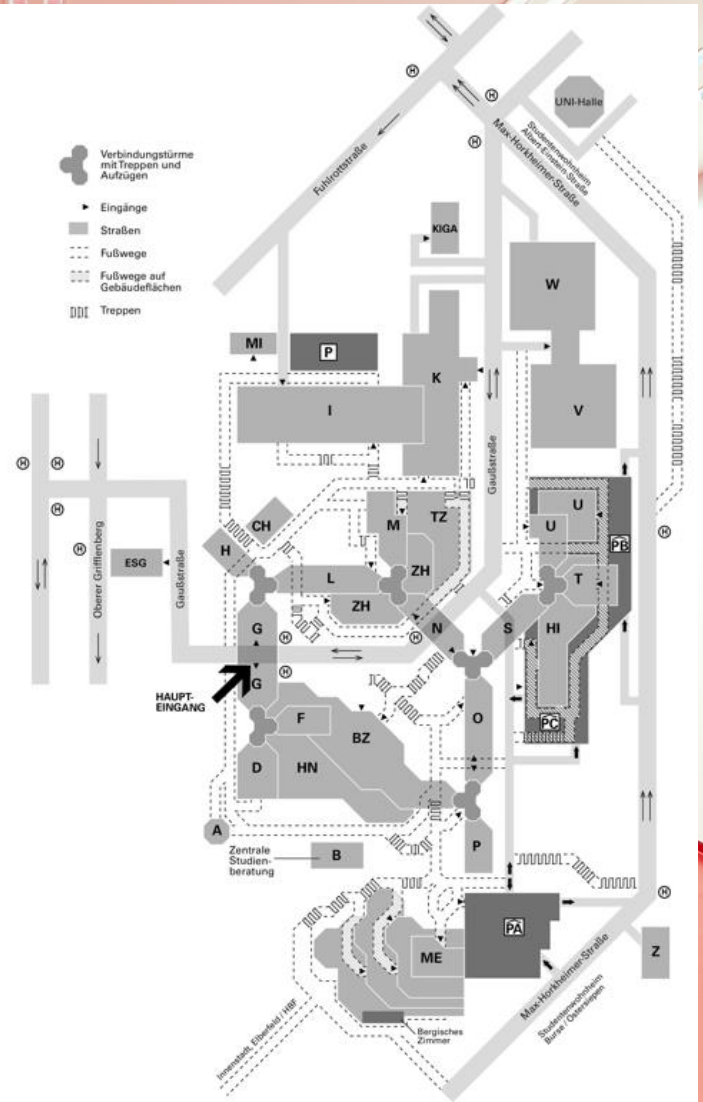 UNI-Halle
Studentenwohnheim
Albert-Einstein-Straße
Max-Horkheimer-Straße
Fuhlrottstraße
H
H
H
Verbindungstürme
mit Treppen und
Aufzügen
Eingänge
Straßen
Fußwege
Fußwege auf
Gebäudeflächen
Treppen
KIGA
W
V
MI
P
K
I
Gaußstraße
H
H
H
H
Oberer Grifflenberg
ESG
Gaußstraße
CH
H
M
TZ
L
ZH
ZH
N
S
U
U
T
HI
PB
PC
H
G
G
H
H
H
HAUPT-
EINGANG
F
BZ
O
D
HN
A
P
B
Zentrale
Studien-
beratung
ME
PA
H
Z
Max-Horkheimer-Straße
Studentenwohnheim
Burse / Ostersiepen
Bergisches
Zimmer
Innenstadt, Elberfeld / HBF